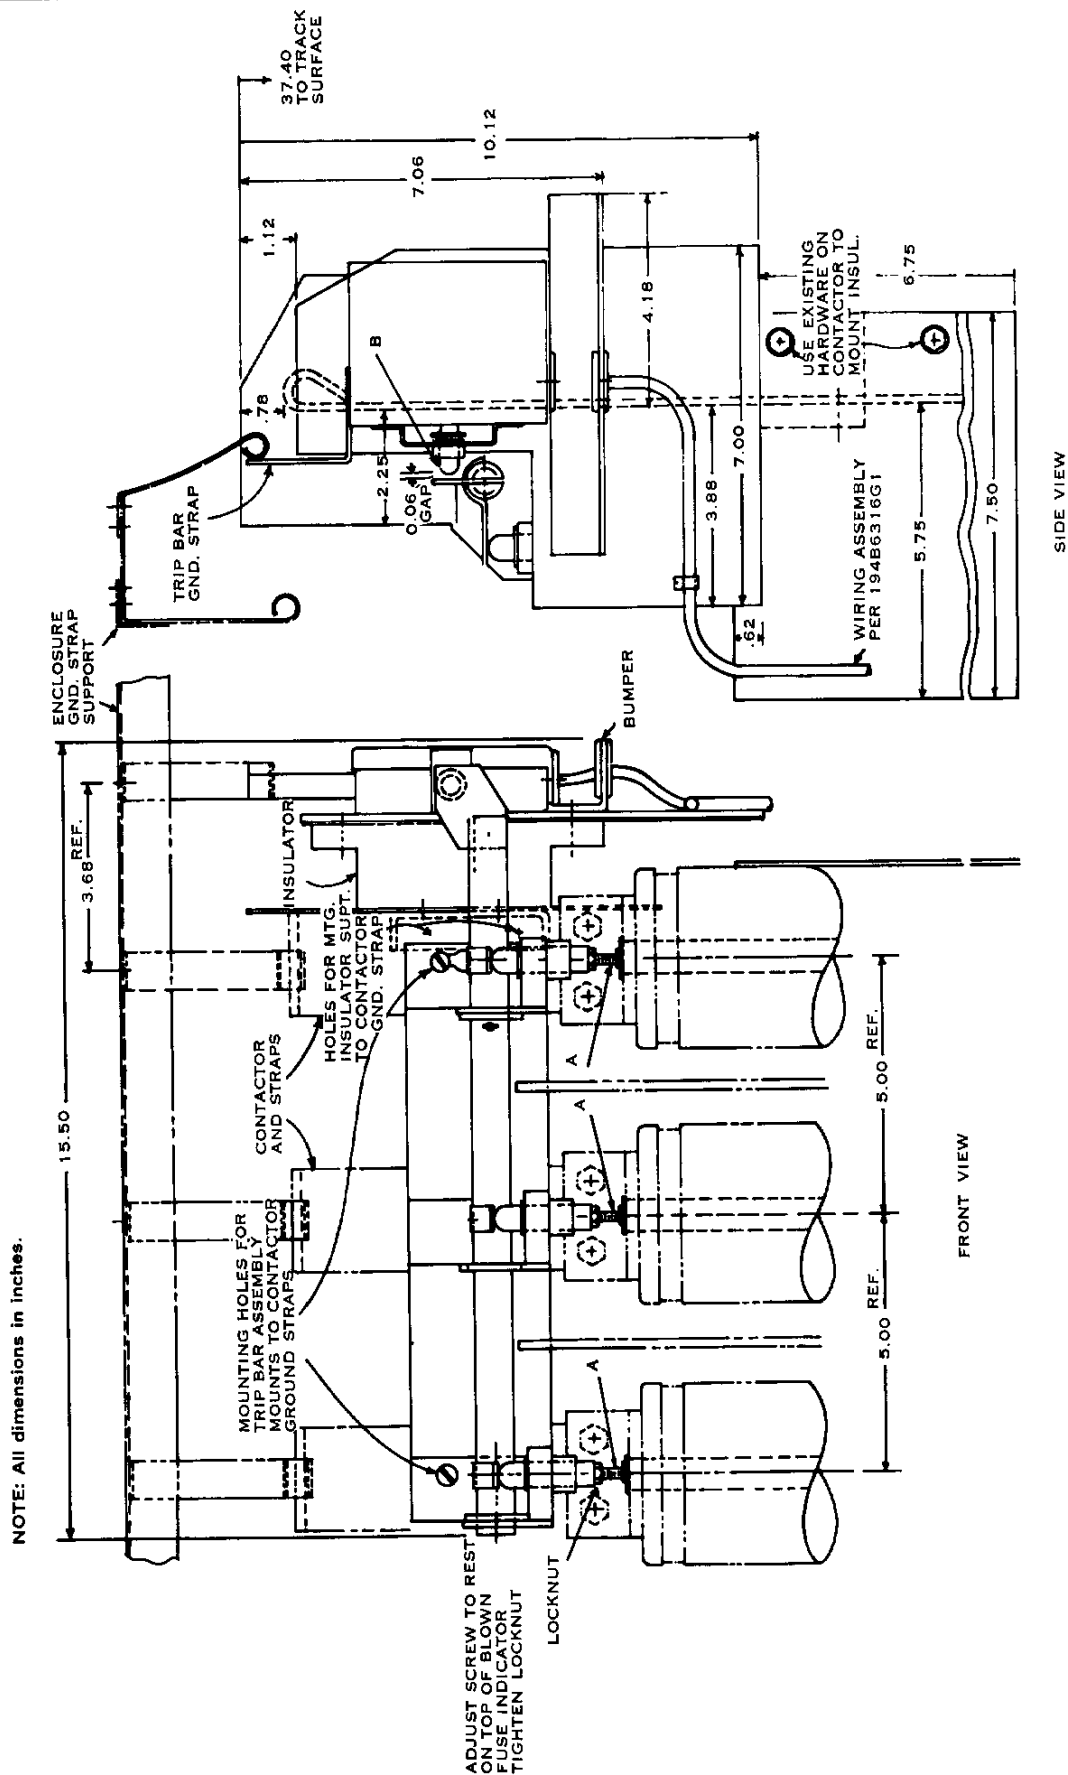 NOTE: All dimensions in inches.
15.50
3.68 REF.
ENCLOSURE
GND. STRAP
SUPPORT
MOUNTING HOLES FOR
TRIP BAR ASSEMBLY
MOUNTS TO CONTACTOR
GROUND STRAPS
CONTACTOR
AND STRAPS
INSULATOR
HOLES FOR MTG.
INSULATOR SUPT.
TO CONTACTOR
GND. STRAP
BUMPER
ADJUST SCREW TO REST
ON TOP OF BLOWN
FUSE INDICATOR
TIGHTEN LOCKNUT
LOCKNUT
A
A
A
5.00 REF.
5.00 REF.
FRONT VIEW
37.40
TO TRACK
SURFACE
10.12
7.06
1.12
.78
TRIP BAR
GND. STRAP
2.25
0.06
GAP
B
4.18
7.00
3.88
.62
WIRING ASSEMBLY
PER 194B6316G1
USE EXISTING
HARDWARE ON
CONTACTOR TO
MOUNT INSUL.
6.75
5.75
7.50
SIDE VIEW